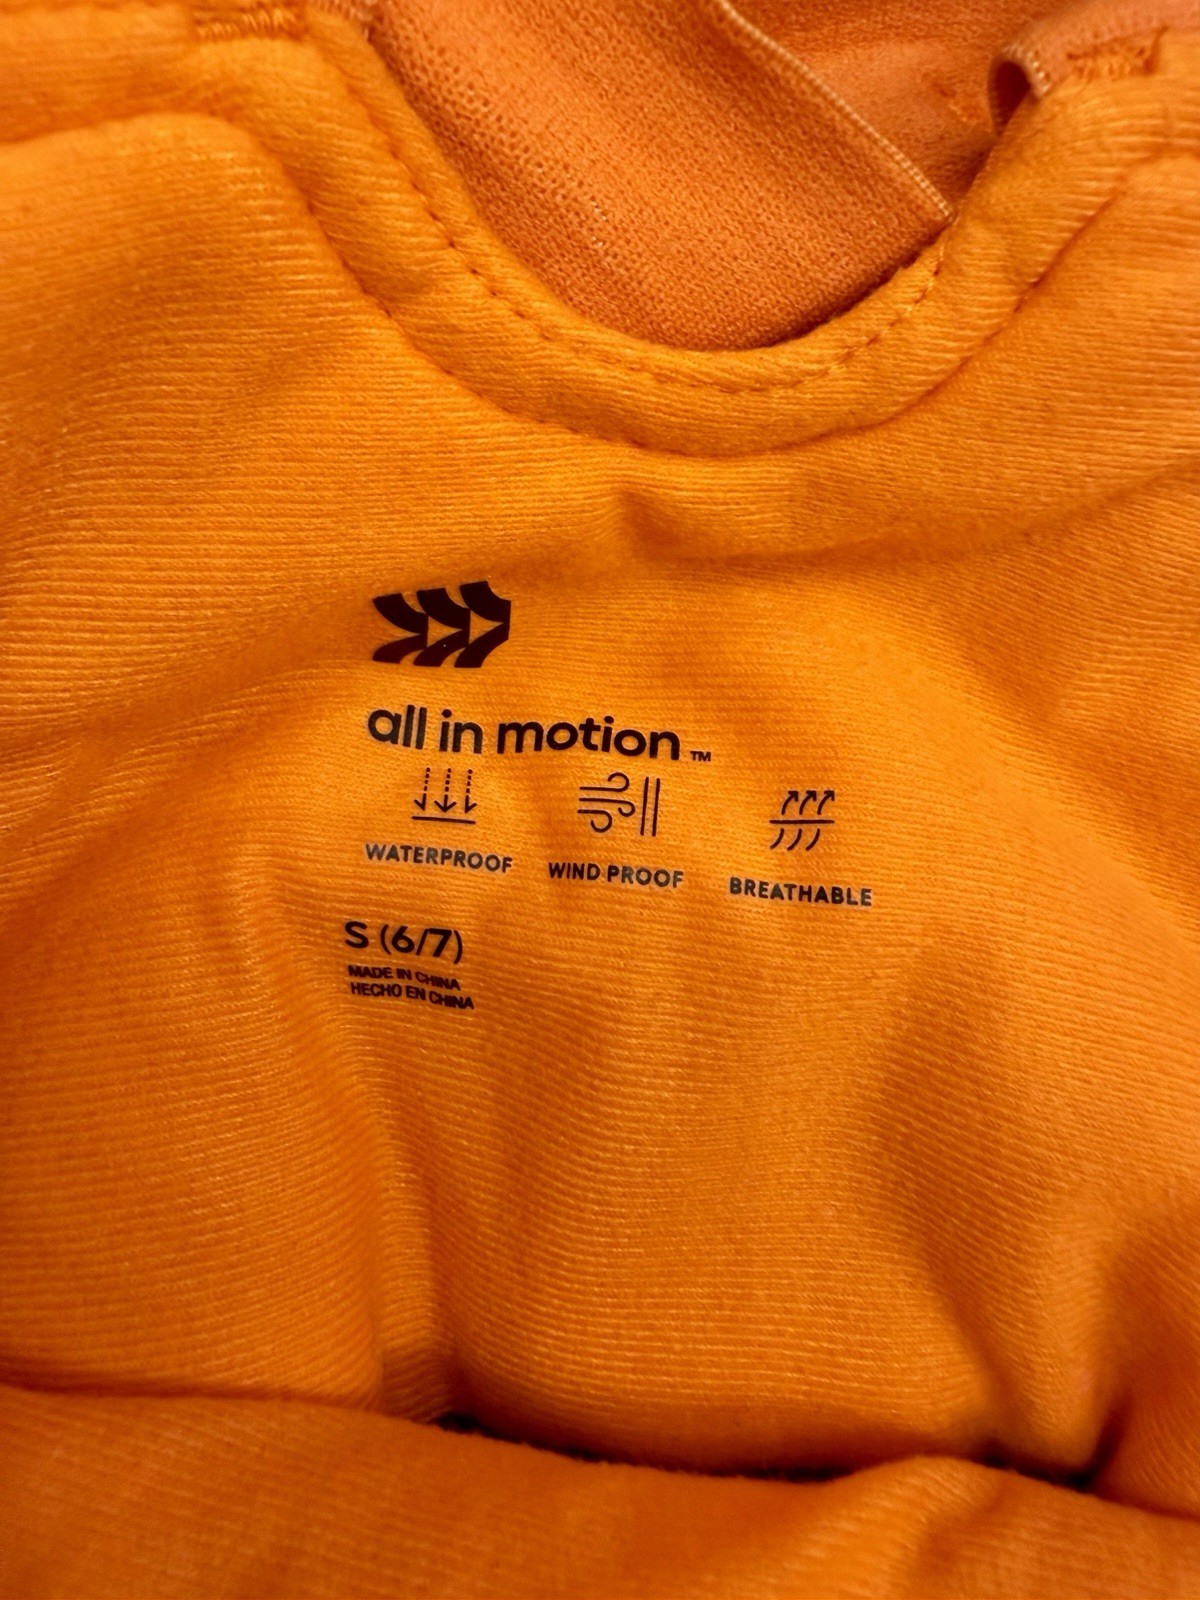 all in motion™
WATERPROOF WIND PROOF BREATHABLE
S (6/7)
MADE IN CHINA
HECHO EN CHINA